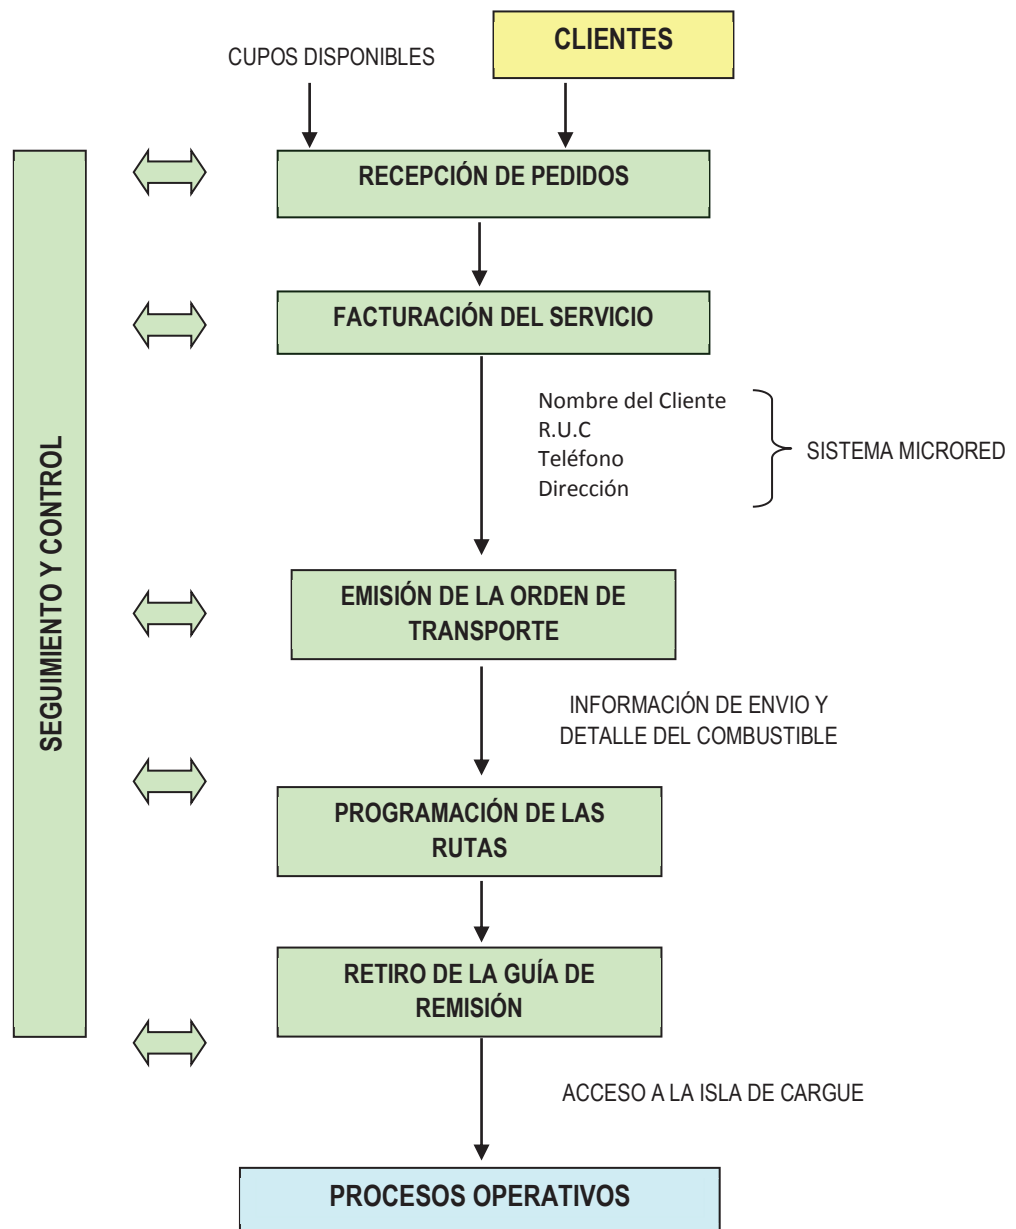 CLIENTES
CUPOS DISPONIBLES
RECEPCIÓN DE PEDIDOS
FACTURACIÓN DEL SERVICIO
Nombre del Cliente
R.U.C
Teléfono
Dirección
SISTEMA MICRORED
SEGUIMIENTO Y CONTROL
EMISIÓN DE LA ORDEN DE
TRANSPORTE
INFORMACIÓN DE ENVIO Y
DETALLE DEL COMBUSTIBLE
PROGRAMACIÓN DE LAS
RUTAS
RETIRO DE LA GUÍA DE
REMISIÓN
ACCESO A LA ISLA DE CARGUE
PROCESOS OPERATIVOS